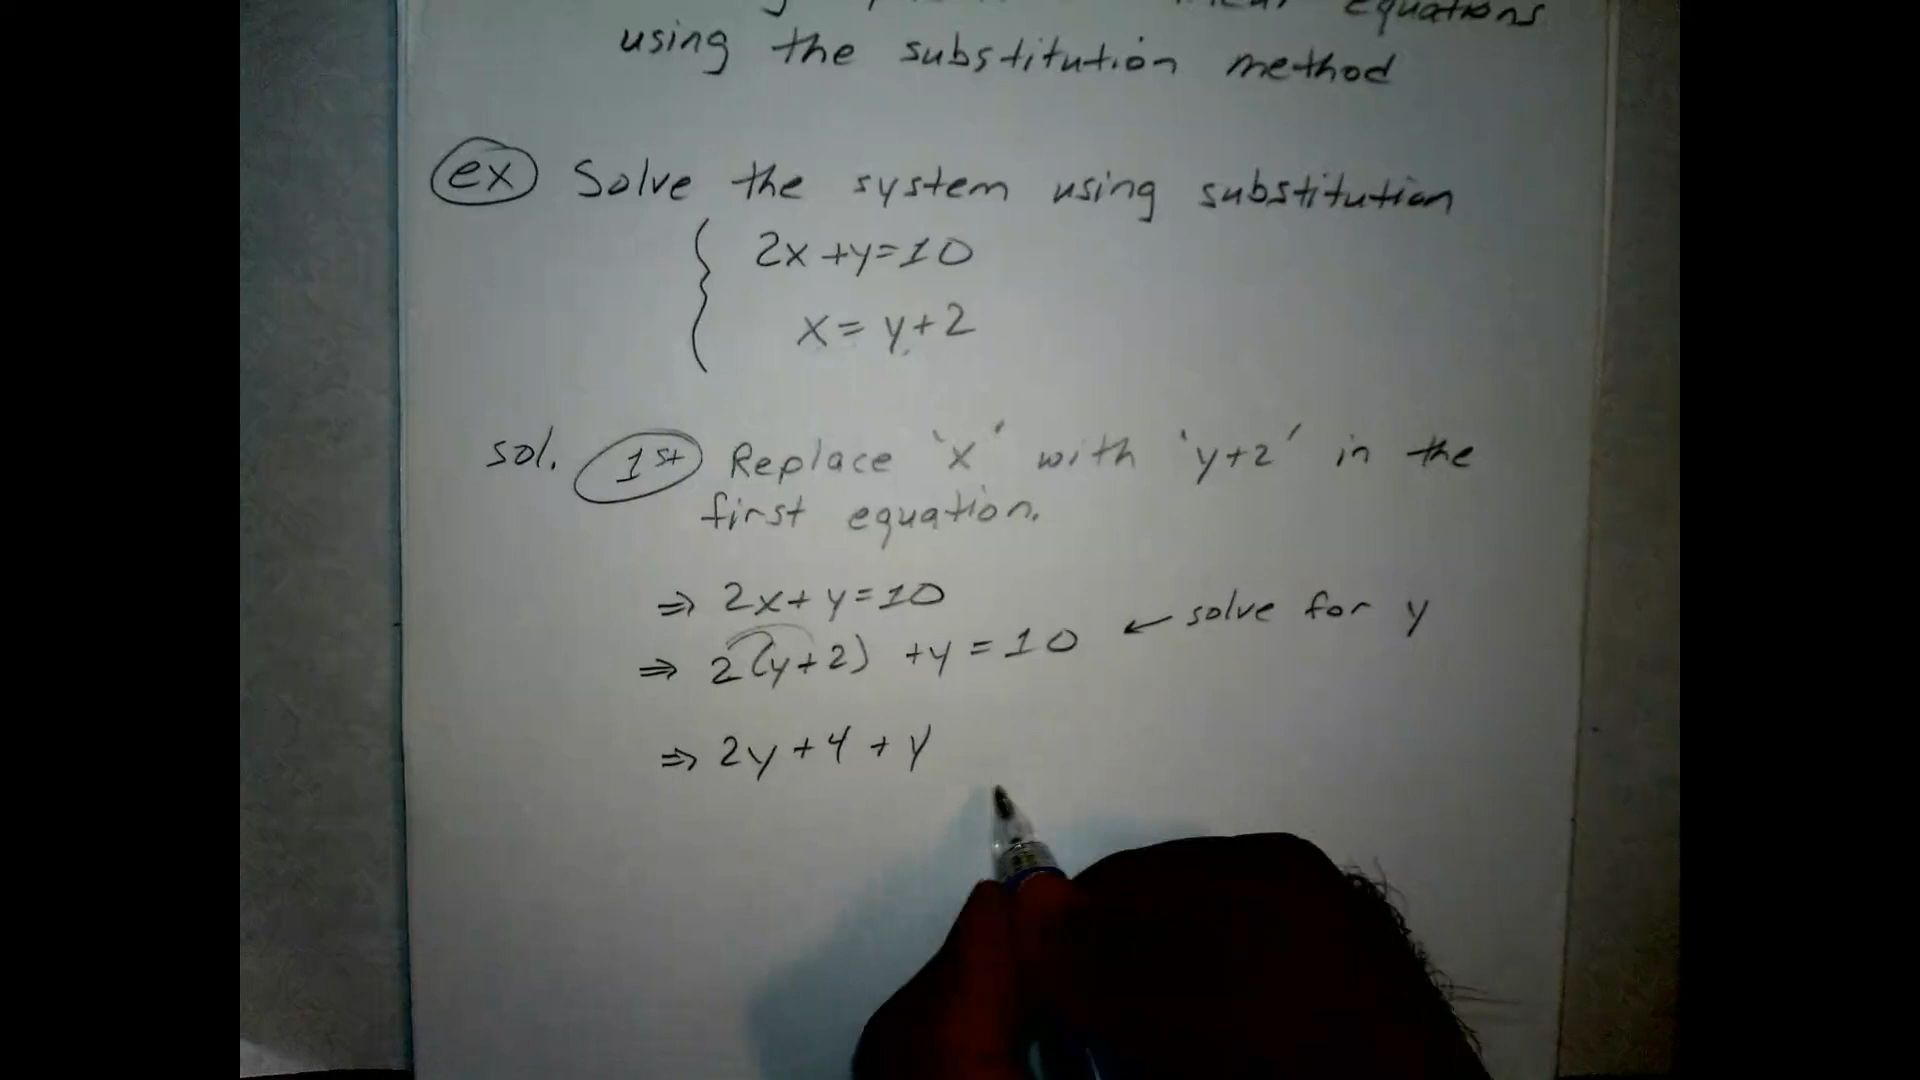 equations
using the substitution method
ex Solve the system using substitution
2x+y=10
x=y+2
sol. 1st Replace 'x' with 'y+2' in the
first equation.
⇒ 2x+y=10
⇒ 2(y+2) +y=10 ← solve for y
⇒ 2y+4+y